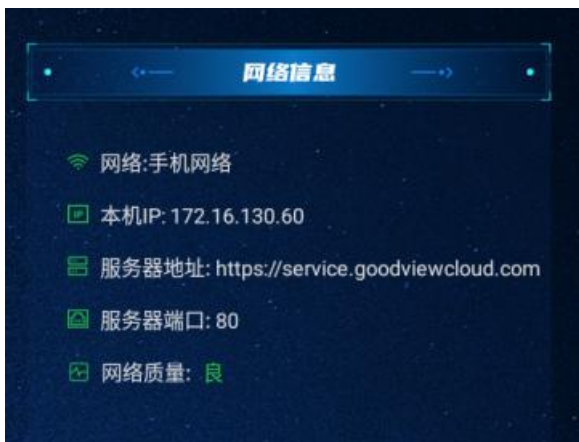 网络信息
网络:手机网络
IP 本机IP: 172.16.130.60
服务器地址: https://service.goodviewcloud.com
服务器端口: 80
网络质量: 良